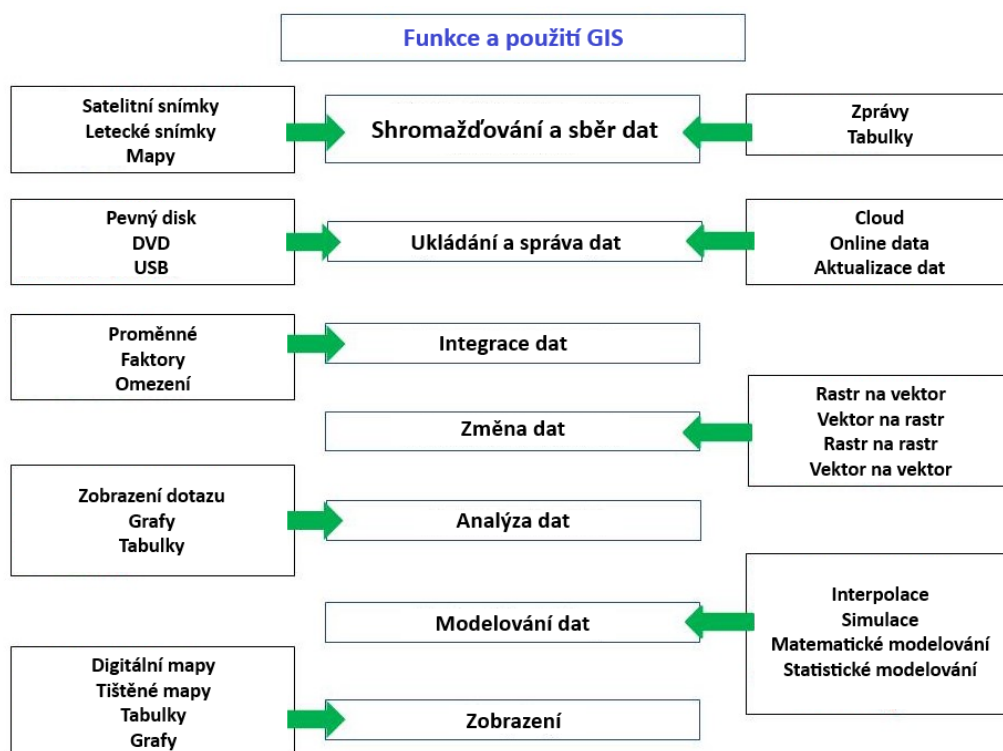 Funkce a použití GIS
Satelitní snímky
Letecké snímky
Mapy
Shromažďování a sběr dat
Zprávy
Tabulky
Pevný disk
DVD
USB
Ukládání a správa dat
Cloud
Online data
Aktualizace dat
Proměnné
Faktory
Omezení
Integrace dat
Změna dat
Rastr na vektor
Vektor na rastr
Rastr na rastr
Vektor na vektor
Zobrazení dotazu
Grafy
Tabulky
Analýza dat
Modelování dat
Interpolace
Simulace
Matematické modelování
Statistické modelování
Digitální mapy
Tištěné mapy
Tabulky
Grafy
Zobrazení